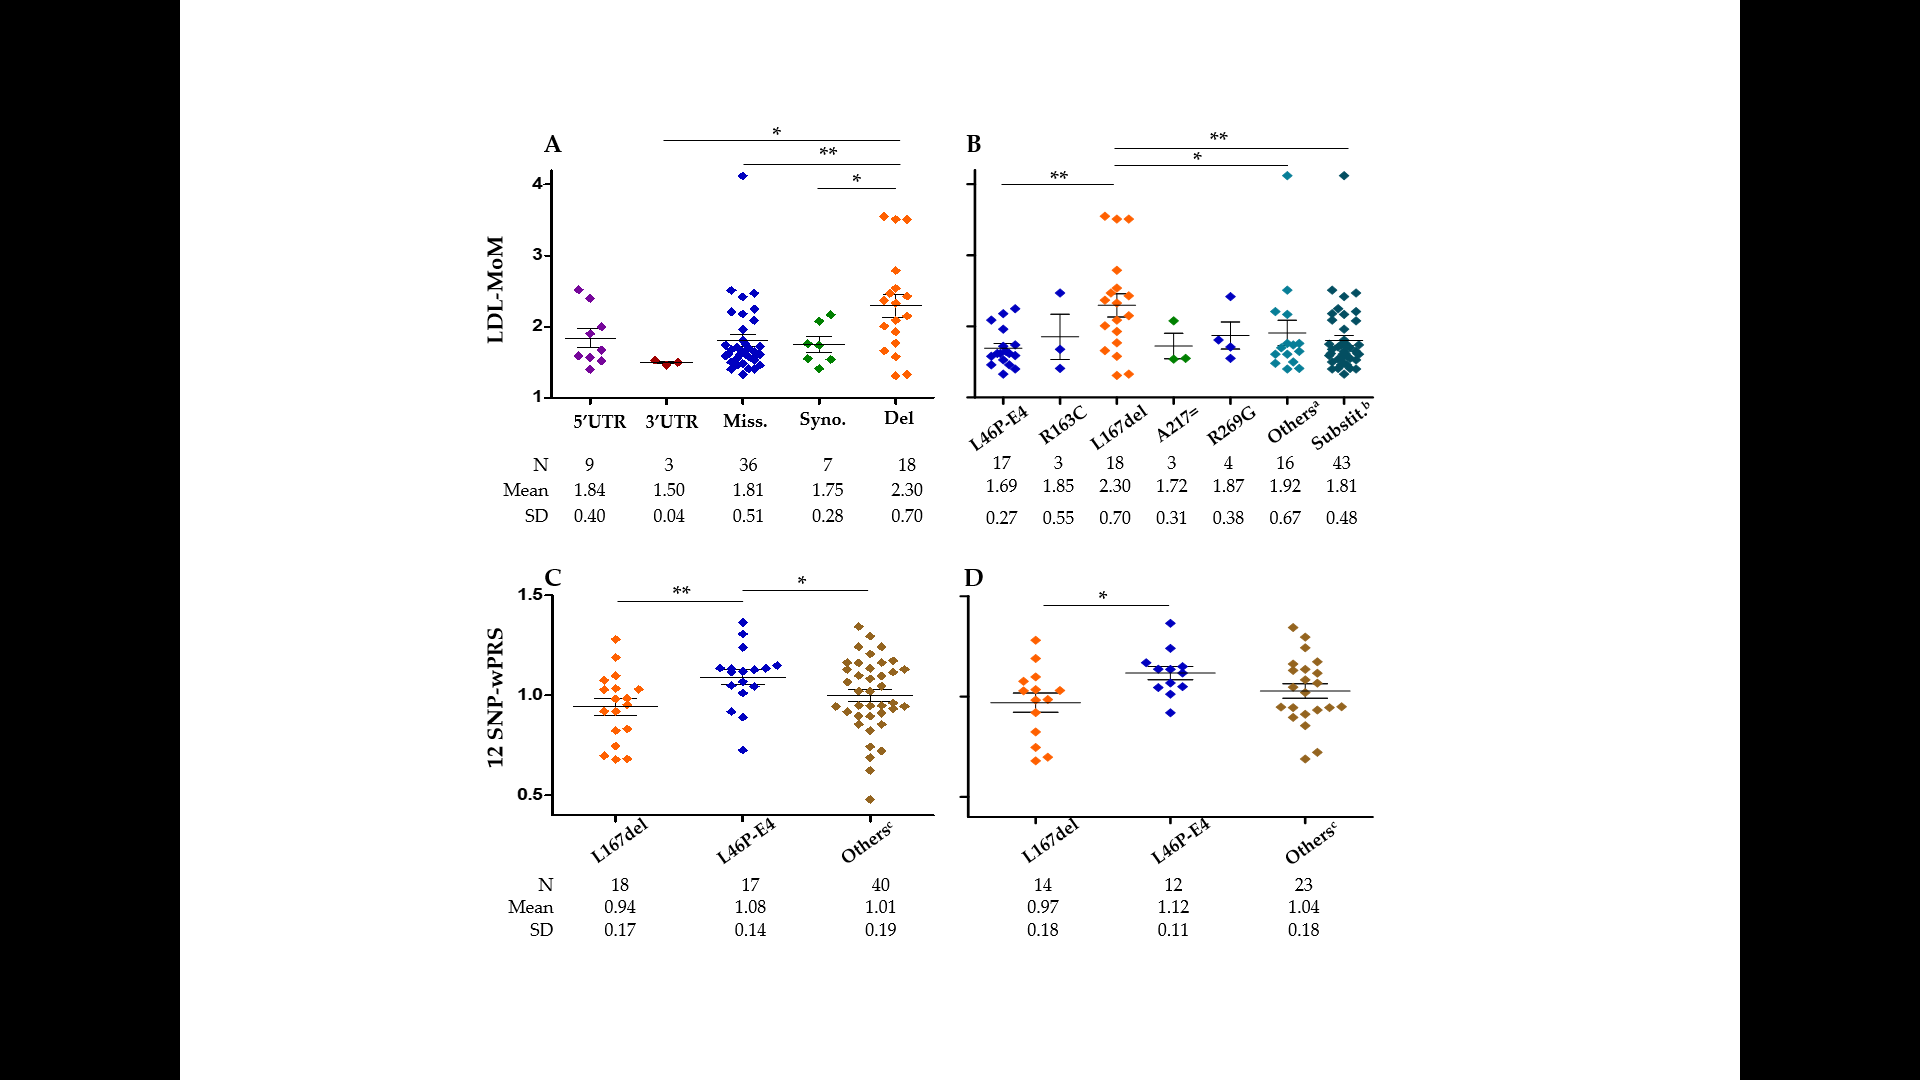 A
*
**
*
LDL-MoM
4
3
2
1
5′UTR 3′UTR Miss. Syno. Del
N 9 3 36 7 18
Mean 1.84 1.50 1.81 1.75 2.30
SD 0.40 0.04 0.51 0.28 0.70
B
**
*
**
L46P-E4 R163C L167del A217= R269G Othersᵃ Substit.ᵇ
17 3 18 3 4 16 43
1.69 1.85 2.30 1.72 1.87 1.92 1.81
0.27 0.55 0.70 0.31 0.38 0.67 0.48
C
**
*
12 SNP-wPRS
1.5
1.0
0.5
L167del L46P-E4 Othersᶜ
N 18 17 40
Mean 0.94 1.08 1.01
SD 0.17 0.14 0.19
D
*
L167del L46P-E4 Othersᶜ
14 12 23
0.97 1.12 1.04
0.18 0.11 0.18